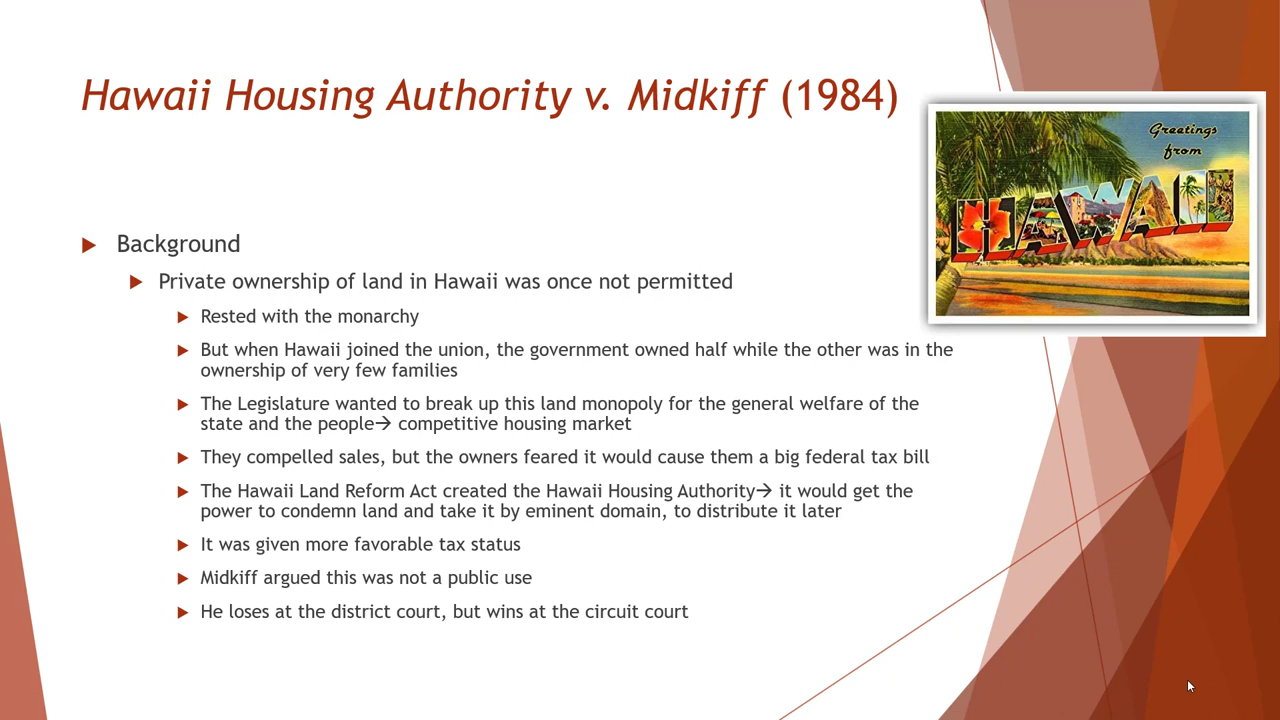 Hawaii Housing Authority v. Midkiff (1984)
Greetings
from
HAWAII
Background
Private ownership of land in Hawaii was once not permitted
Rested with the monarchy
But when Hawaii joined the union, the government owned half while the other was in the
ownership of very few families
The Legislature wanted to break up this land monopoly for the general welfare of the
state and the people→ competitive housing market
They compelled sales, but the owners feared it would cause them a big federal tax bill
The Hawaii Land Reform Act created the Hawaii Housing Authority→ it would get the
power to condemn land and take it by eminent domain, to distribute it later
It was given more favorable tax status
Midkiff argued this was not a public use
He loses at the district court, but wins at the circuit court